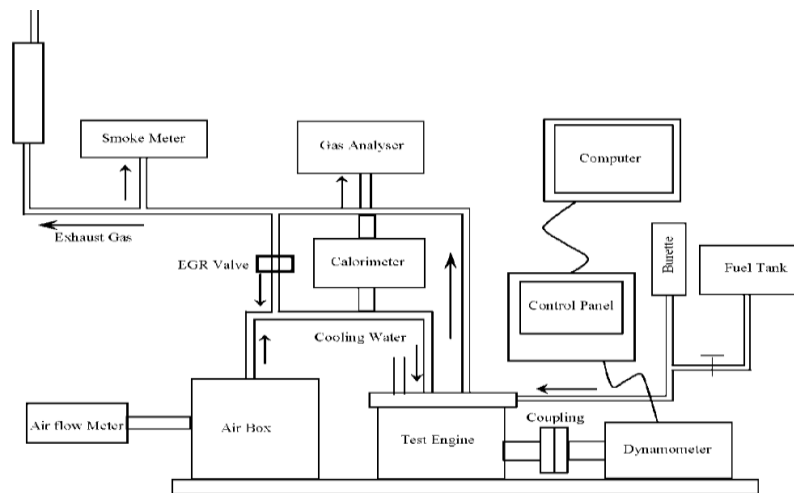 Smoke Meter
Gas Analyser
Computer
Exhaust Gas
EGR Valve
Calorimeter
Burette
Fuel Tank
Control Panel
Cooling Water
Air flow Meter
Air Box
Test Engine
Coupling
Dynamometer